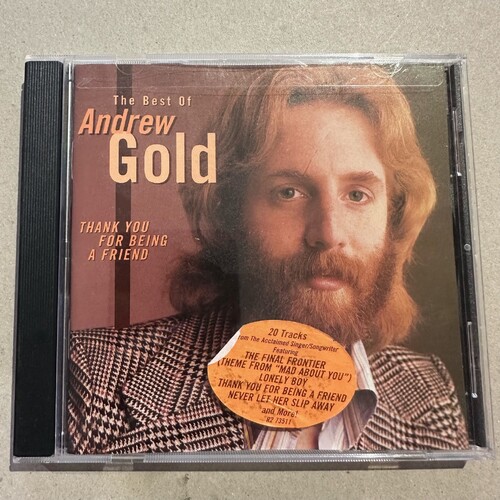 The Best Of
Andrew
Gold
THANK YOU
FOR BEING
A FRIEND
20 Tracks
From The Acclaimed Singer/Songwriter
Featuring
THE FINAL FRONTIER
(THEME FROM "MAD ABOUT YOU")
LONELY BOY
THANK YOU FOR BEING A FRIEND
NEVER LET HER SLIP AWAY
and More!
R2 73511